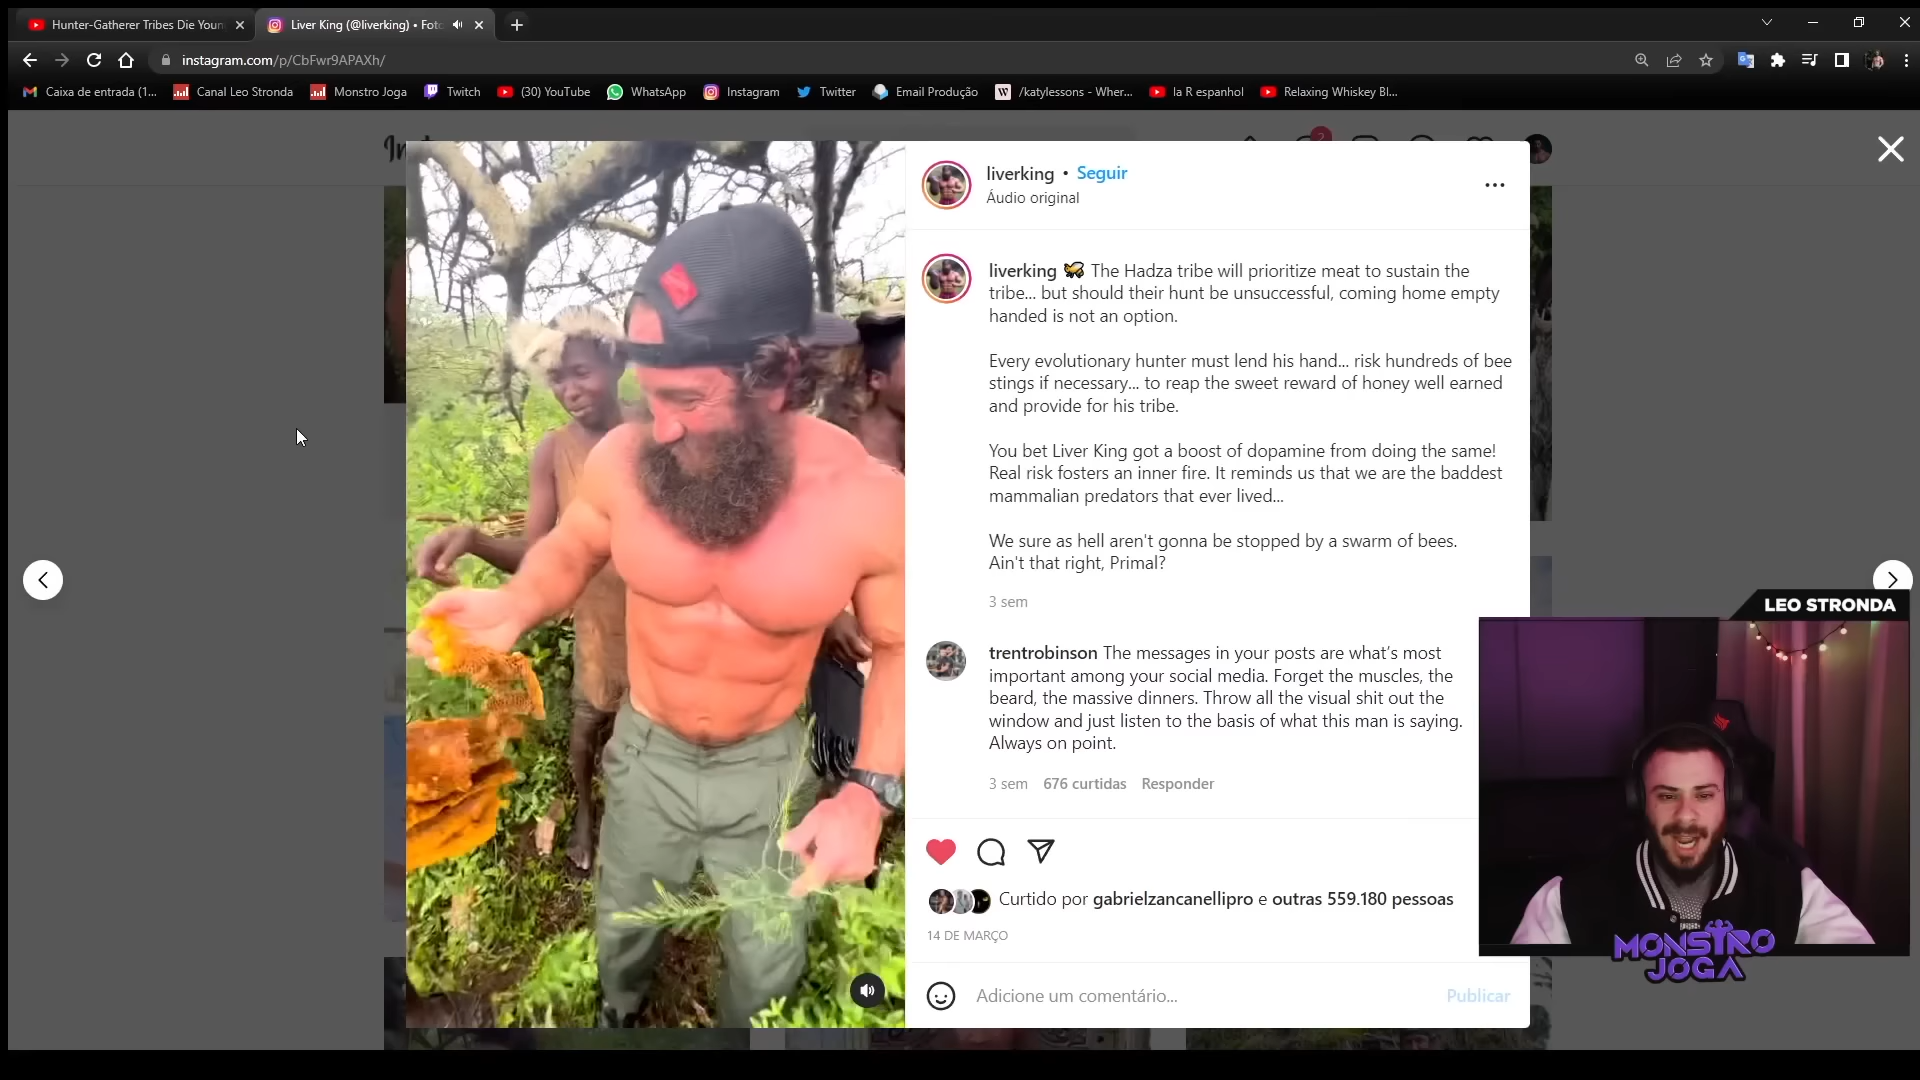 Hunter-Gatherer Tribes Die Youn
Liver King (@liverking) • Foto
instagram.com/p/CbFwr9APAXh/
Caixa de entrada (1...
Canal Leo Stronda
Monstro Joga
Twitch
(30) YouTube
WhatsApp
Instagram
Twitter
Email Produção
W
/katylessons - Wher...
la R espanhol
Relaxing Whiskey Bl...
2
liverking • Seguir
Áudio original
liverking 🐝 The Hadza tribe will prioritize meat to sustain the
tribe... but should their hunt be unsuccessful, coming home empty
handed is not an option.
Every evolutionary hunter must lend his hand... risk hundreds of bee
stings if necessary... to reap the sweet reward of honey well earned
and provide for his tribe.
You bet Liver King got a boost of dopamine from doing the same!
Real risk fosters an inner fire. It reminds us that we are the baddest
mammalian predators that ever lived...
We sure as hell aren't gonna be stopped by a swarm of bees.
Ain't that right, Primal?
3 sem
trentrobinson The messages in your posts are what's most
important among your social media. Forget the muscles, the
beard, the massive dinners. Throw all the visual shit out the
window and just listen to the basis of what this man is saying.
Always on point.
3 sem 676 curtidas Responder
Curtido por gabrielzancanellipro e outras 559.180 pessoas
14 DE MARÇO
Adicione um comentário...
Publicar
LEO STRONDA
MONSTRO
JOGA